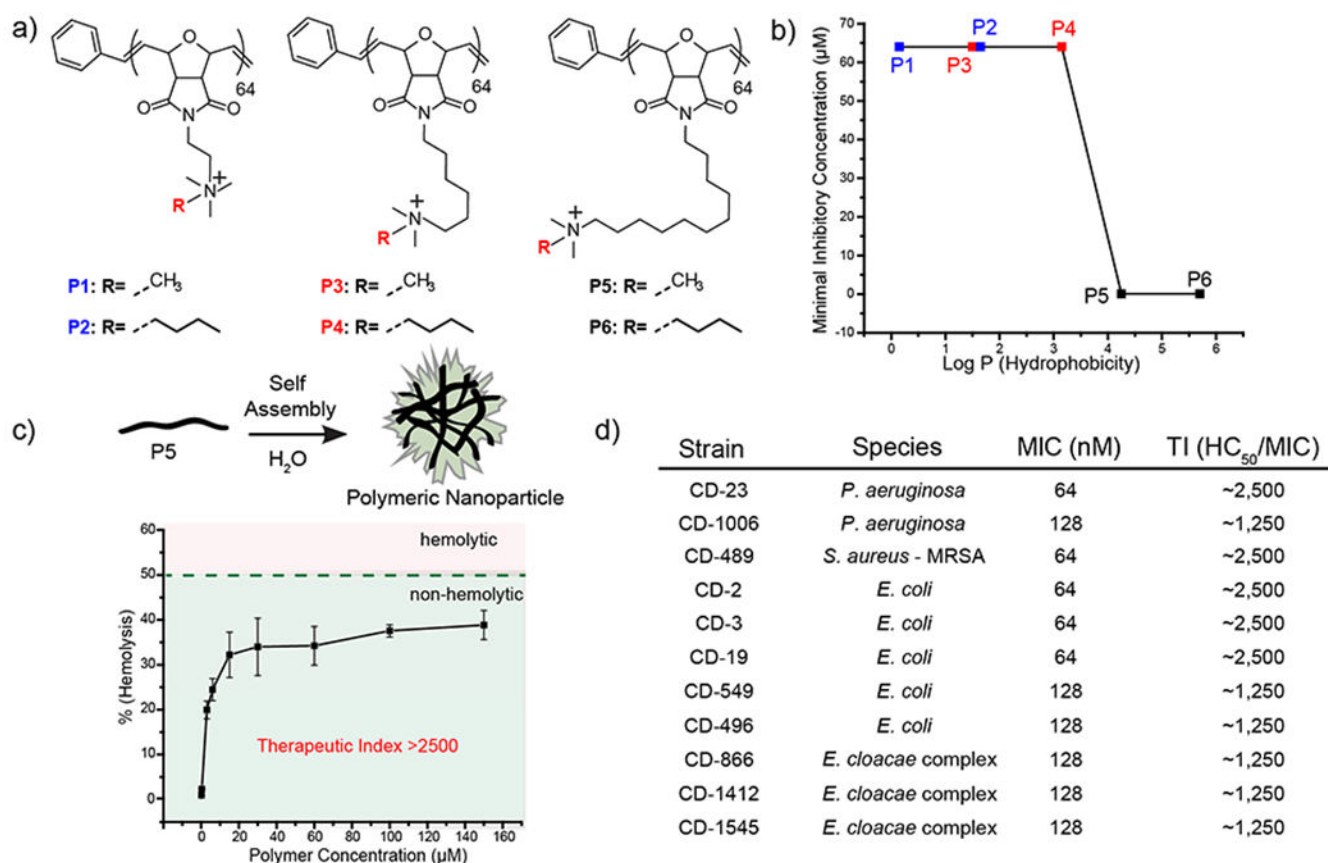 a)
O
O
O
64
64
64
O N O
O N O
O N O
N+
R
N+
R
N+
R
P1: R= CH3
P3: R= CH3
P5: R= CH3
P2: R=
P4: R=
P6: R=
b)
Minimal Inhibitory Concentration (µM)
70
60
50
40
30
20
10
0
-10
P1
P3
P2
P4
P5
P6
0 1 2 3 4 5 6
Log P (Hydrophobicity)
c)
P5
Self
Assembly
H2O
Polymeric Nanoparticle
% (Hemolysis)
60
50
40
30
20
10
0
hemolytic
non-hemolytic
Therapeutic Index >2500
0 20 40 60 80 100 120 140 160
Polymer Concentration (µM)
d)
Strain Species MIC (nM) TI (HC50/MIC)
CD-23 P. aeruginosa 64 ~2,500
CD-1006 P. aeruginosa 128 ~1,250
CD-489 S. aureus - MRSA 64 ~2,500
CD-2 E. coli 64 ~2,500
CD-3 E. coli 64 ~2,500
CD-19 E. coli 64 ~2,500
CD-549 E. coli 128 ~1,250
CD-496 E. coli 128 ~1,250
CD-866 E. cloacae complex 128 ~1,250
CD-1412 E. cloacae complex 128 ~1,250
CD-1545 E. cloacae complex 128 ~1,250